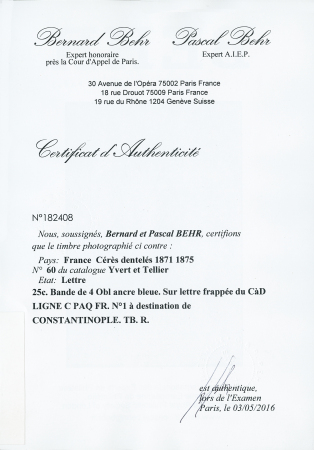 Bernard Behr Pascal Behr
Expert honoraire Expert A.I.E.P.
près la Cour d'Appel de Paris.
30 Avenue de l'Opéra 75002 Paris France
18 rue Drouot 75009 Paris France
19 rue du Rhône 1204 Genève Suisse
Certificat d'Authenticité
N°182408
Nous, soussignés, Bernard et Pascal BEHR, certifions
que le timbre photographié ci contre :
Pays: France Cérès dentelés 1871 1875
N° 60 du catalogue Yvert et Tellier
Etat: Lettre
25c. Bande de 4 Obl ancre bleue. Sur lettre frappée du CàD
LIGNE C PAQ FR. N°1 à destination de
CONSTANTINOPLE. TB. R.
est authentique,
lors de l'Examen
Paris, le 03/05/2016